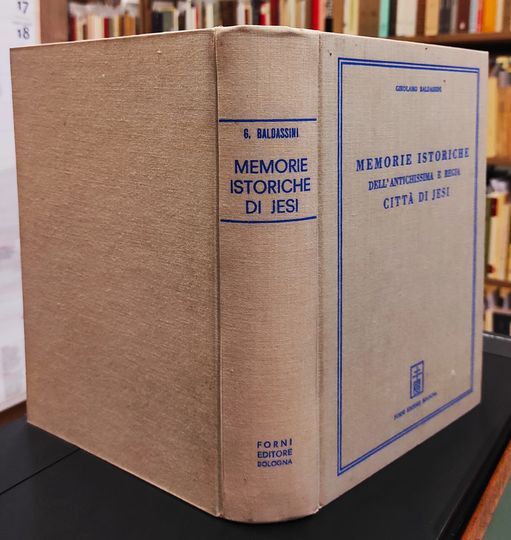 17
18
G. BALDASSINI
MEMORIE
ISTORICHE
DI JESI
FORNI
EDITORE
BOLOGNA
GIROLAMO BALDASSINI
MEMORIE ISTORICHE
DELL'ANTICHISSIMA E REGIA
CITTÀ DI JESI
FORNI EDITORE BOLOGNA